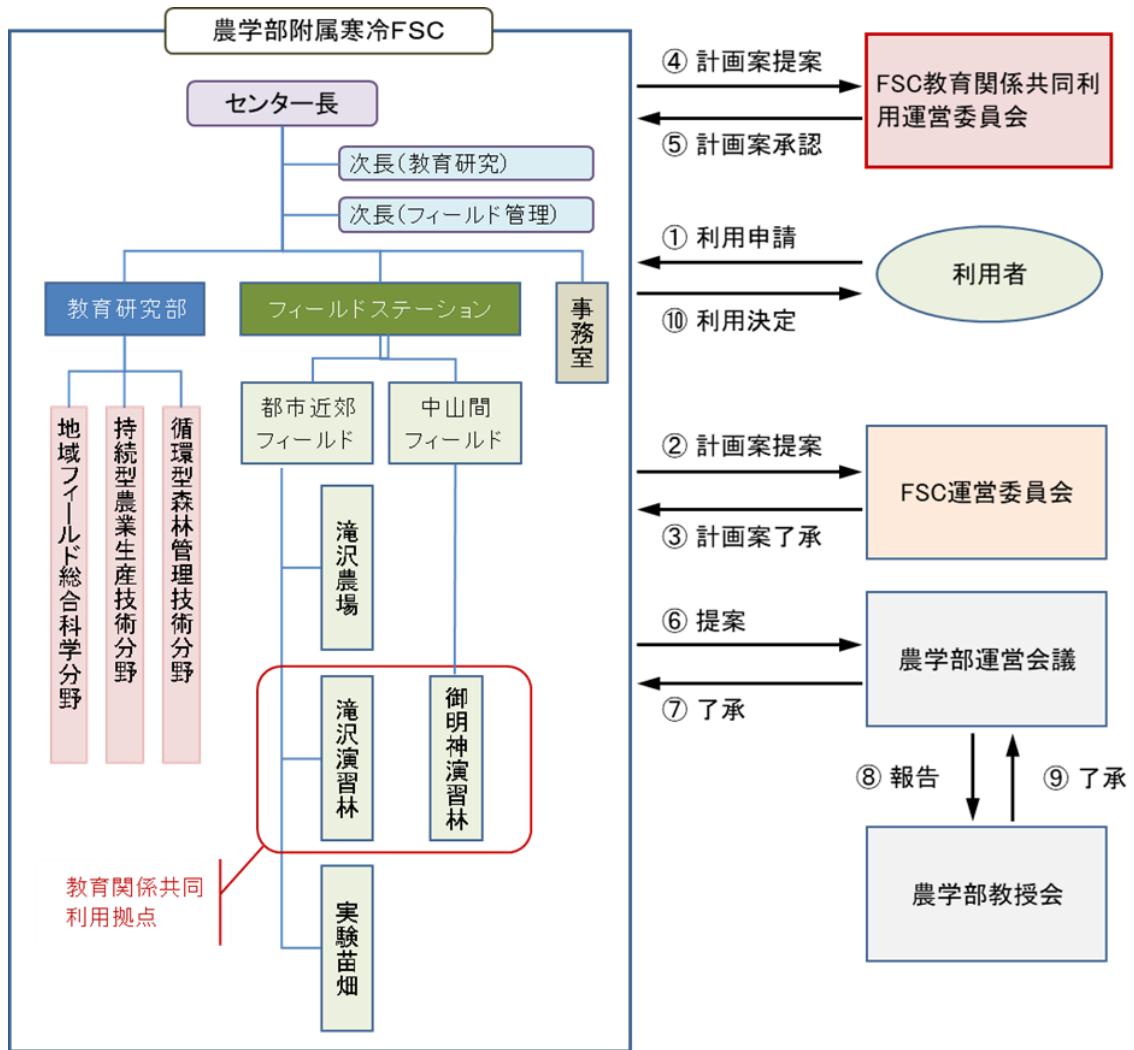 農学部附属寒冷FSC
センター長
次長(教育研究)
次長(フィールド管理)
教育研究部
フィールドステーション
事務室
地域フィールド総合科学分野
持続型農業生産技術分野
循環型森林管理技術分野
都市近郊
フィールド
中山間
フィールド
滝沢農場
滝沢演習林
御明神演習林
実験苗畑
教育関係共同
利用拠点
④ 計画案提案
⑤ 計画案承認
FSC教育関係共同利
用運営委員会
① 利用申請
⑩ 利用決定
利用者
② 計画案提案
③ 計画案了承
FSC運営委員会
⑥ 提案
⑦ 了承
農学部運営会議
⑧ 報告
⑨ 了承
農学部教授会